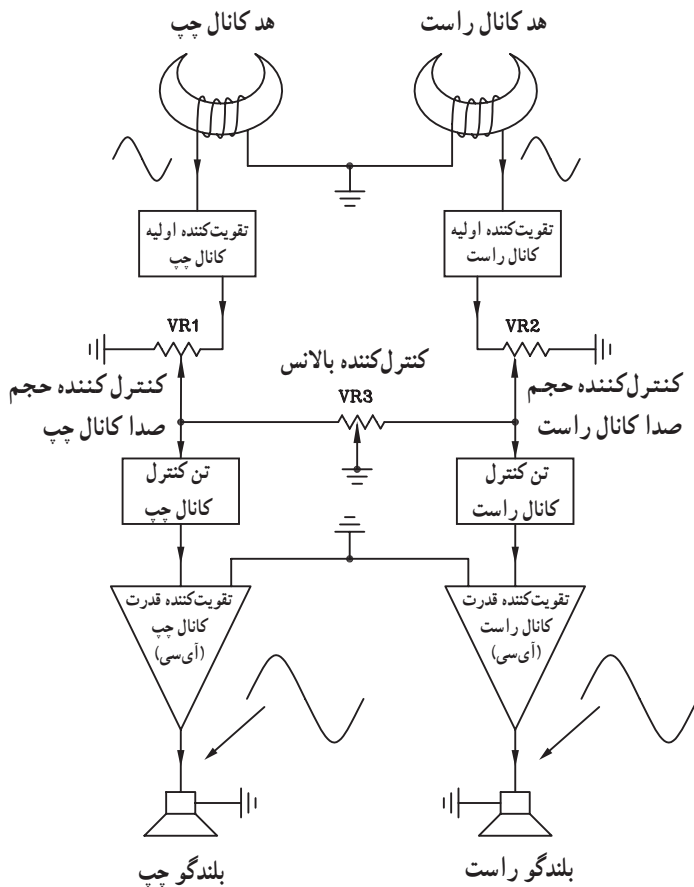 هد کانال راست
هد کانال چپ
تقویت‌کننده اولیه
کانال راست
تقویت‌کننده اولیه
کانال چپ
VR2
VR1
کنترل‌کننده حجم
صدا کانال راست
کنترل‌کننده بالانس
VR3
کنترل کننده حجم
صدا کانال چپ
تن کنترل
کانال راست
تن کنترل
کانال چپ
تقویت‌کننده قدرت
کانال راست
(آی‌سی)
تقویت‌کننده قدرت
کانال چپ
(آی‌سی)
بلندگو راست
بلندگو چپ